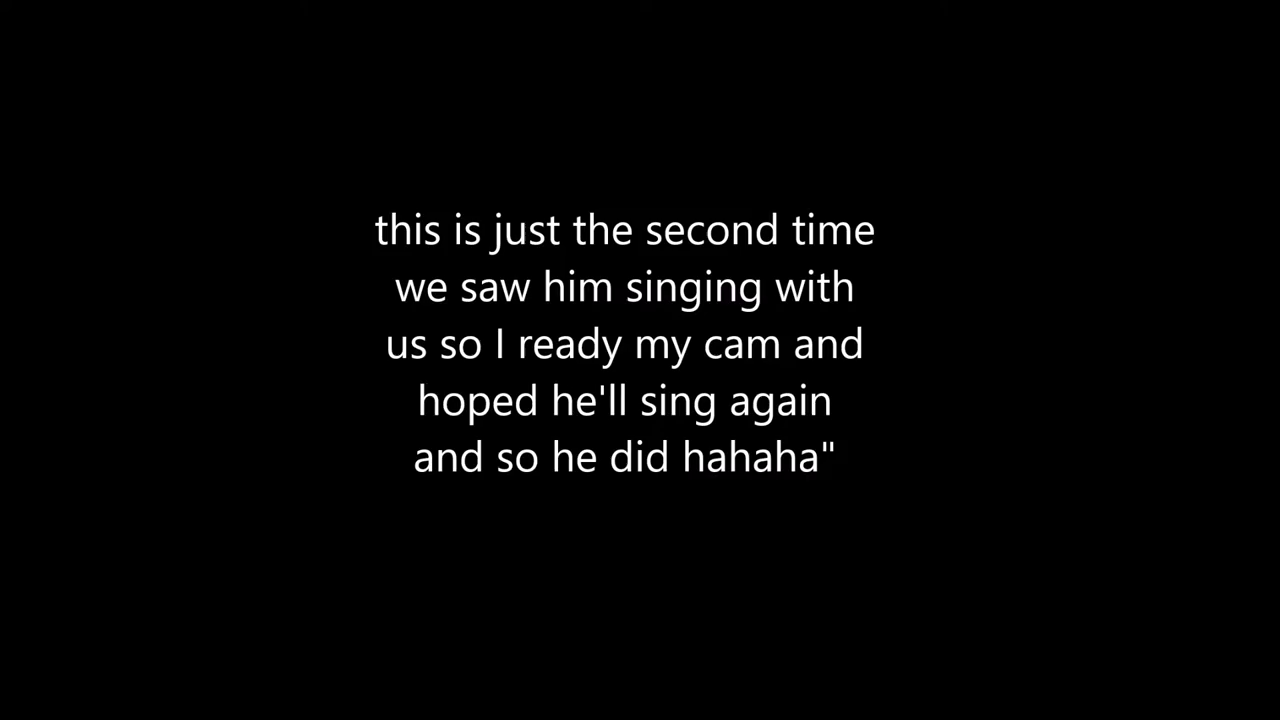 this is just the second time
we saw him singing with
us so I ready my cam and
hoped he'll sing again
and so he did hahaha"